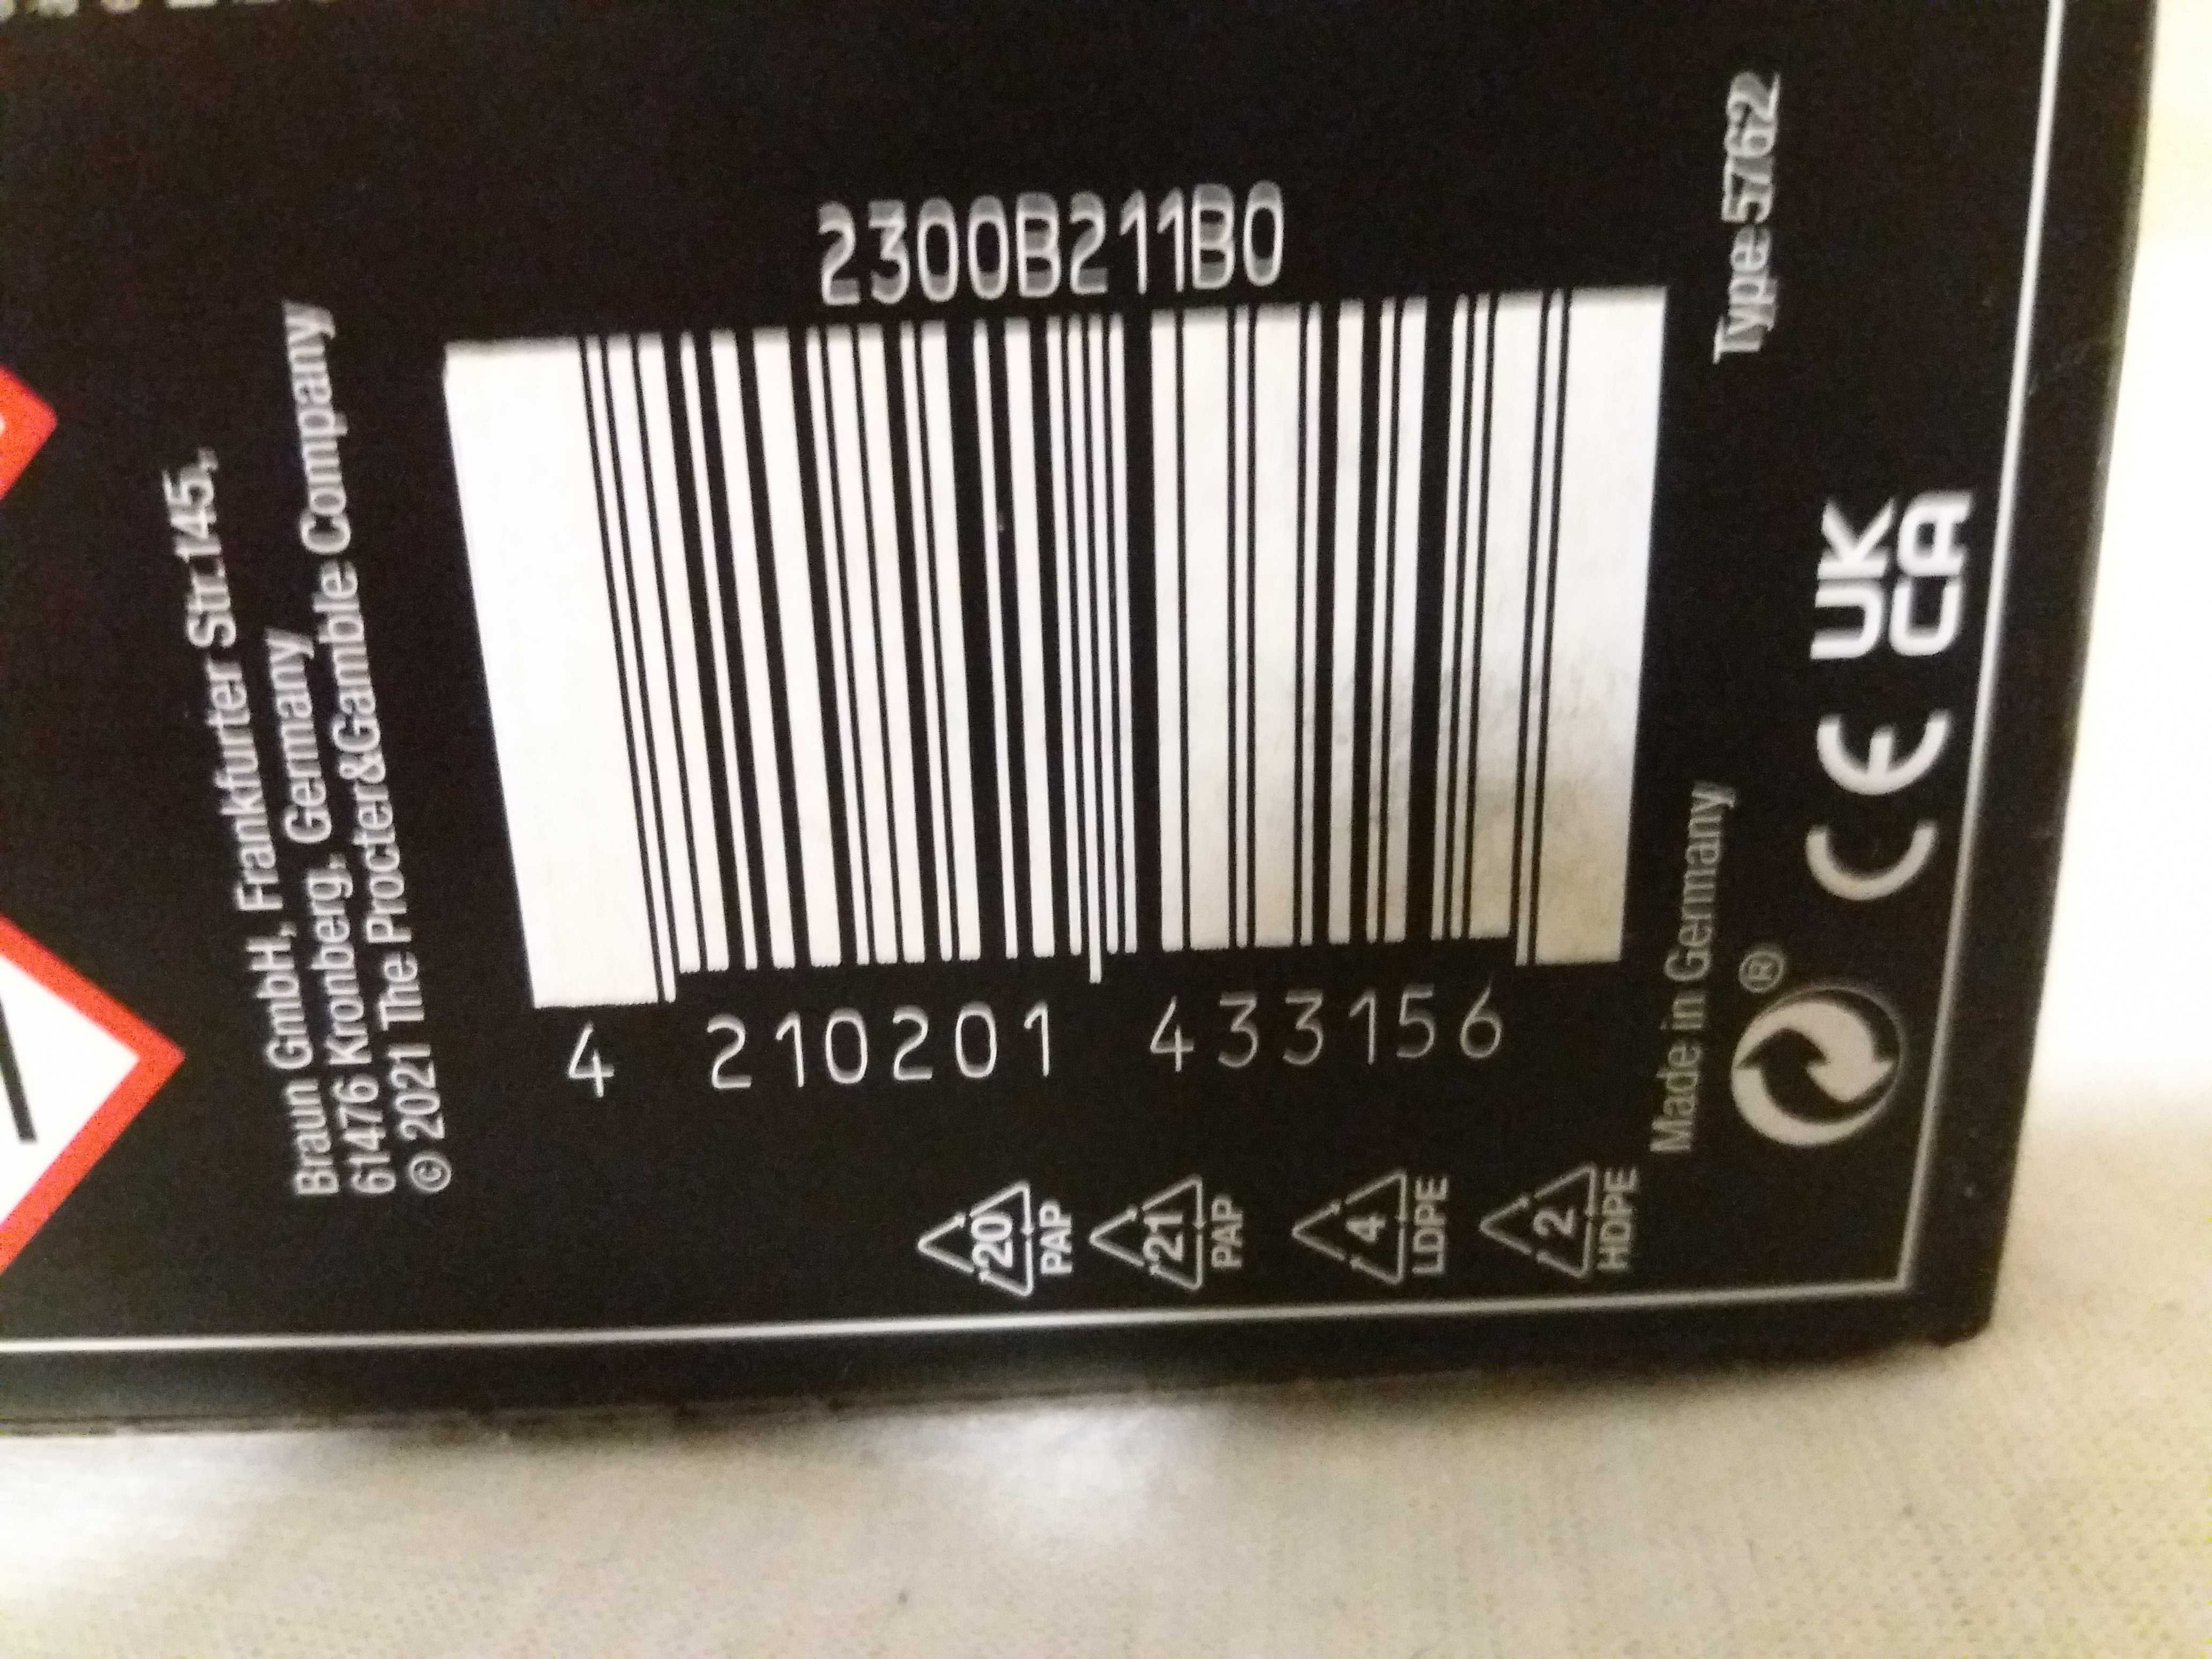 Braun GmbH, Frankfurter Str.145,
61476 Kronberg, Germany
© 2021 The Procter&Gamble Company
2300B211B0
4 210201 433156
Type 5762
Made in Germany
20
PAP
21
PAP
4
LDPE
2
HDPE
®
CE
UK
CA